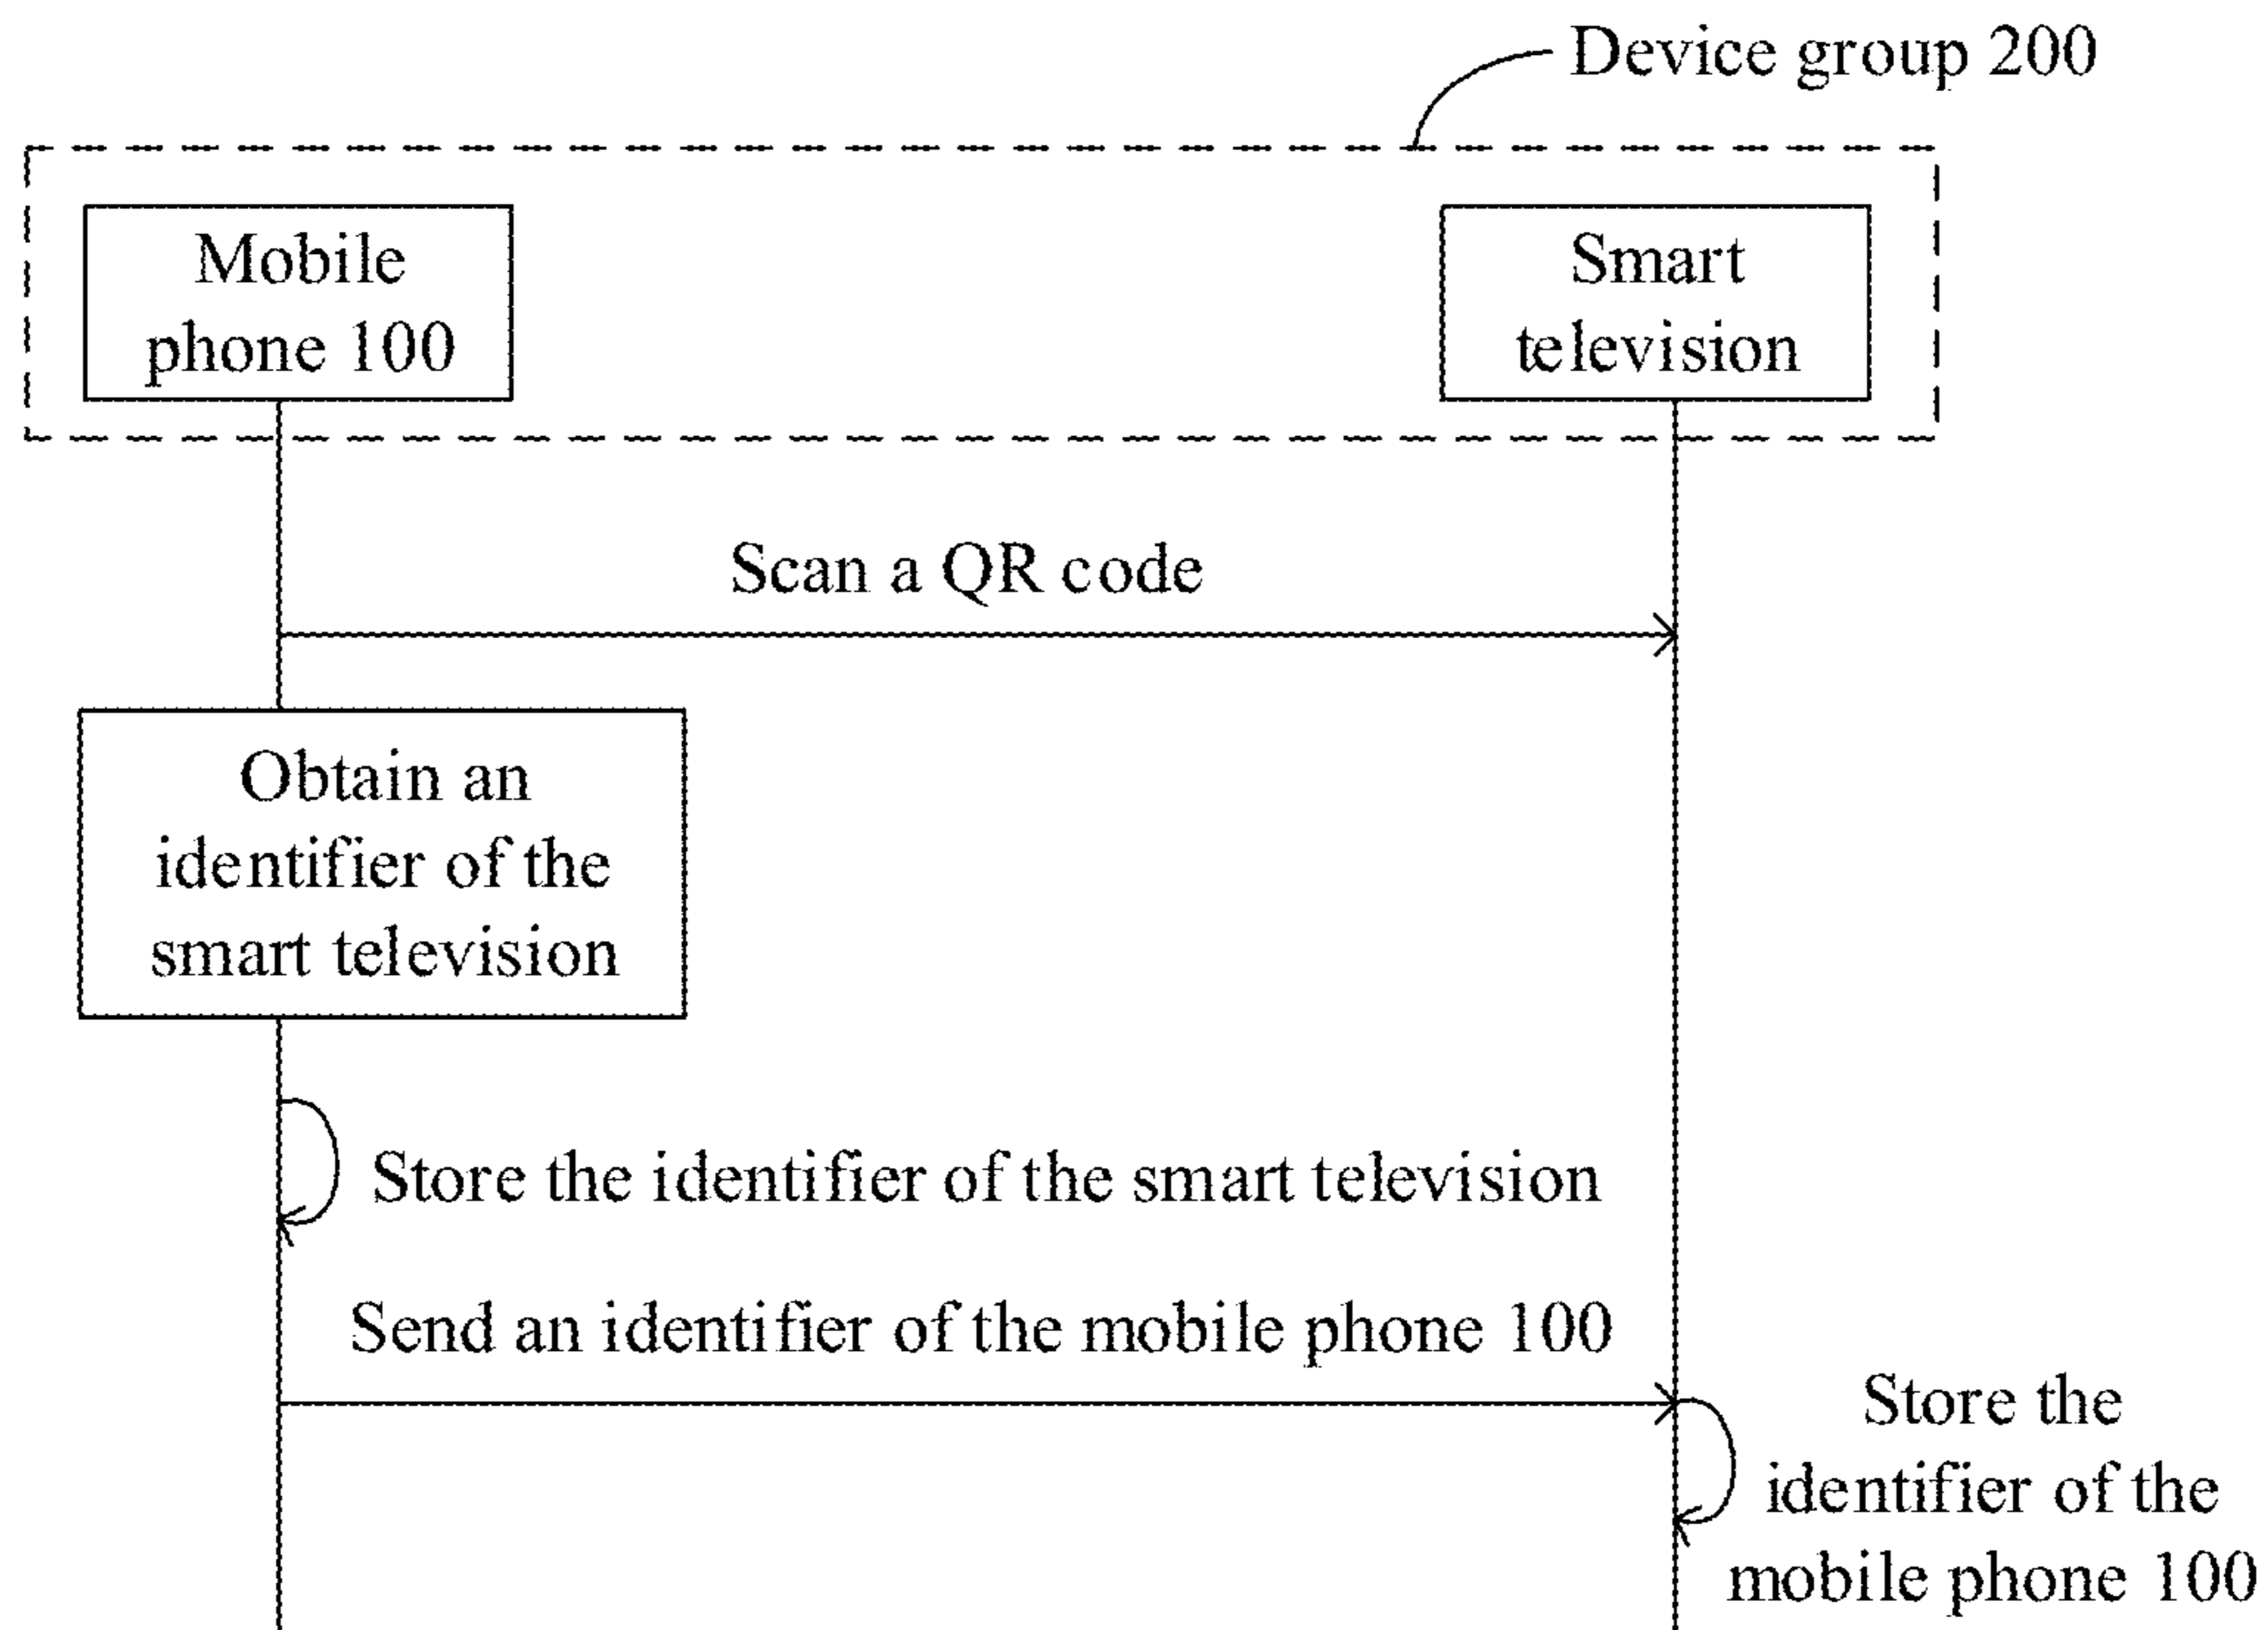 Device group 200
Mobile
phone 100
Smart
television
Scan a QR code
Obtain an
identifier of the
smart television
Store the identifier of the smart television
Send an identifier of the mobile phone 100
Store the
identifier of the
mobile phone 100